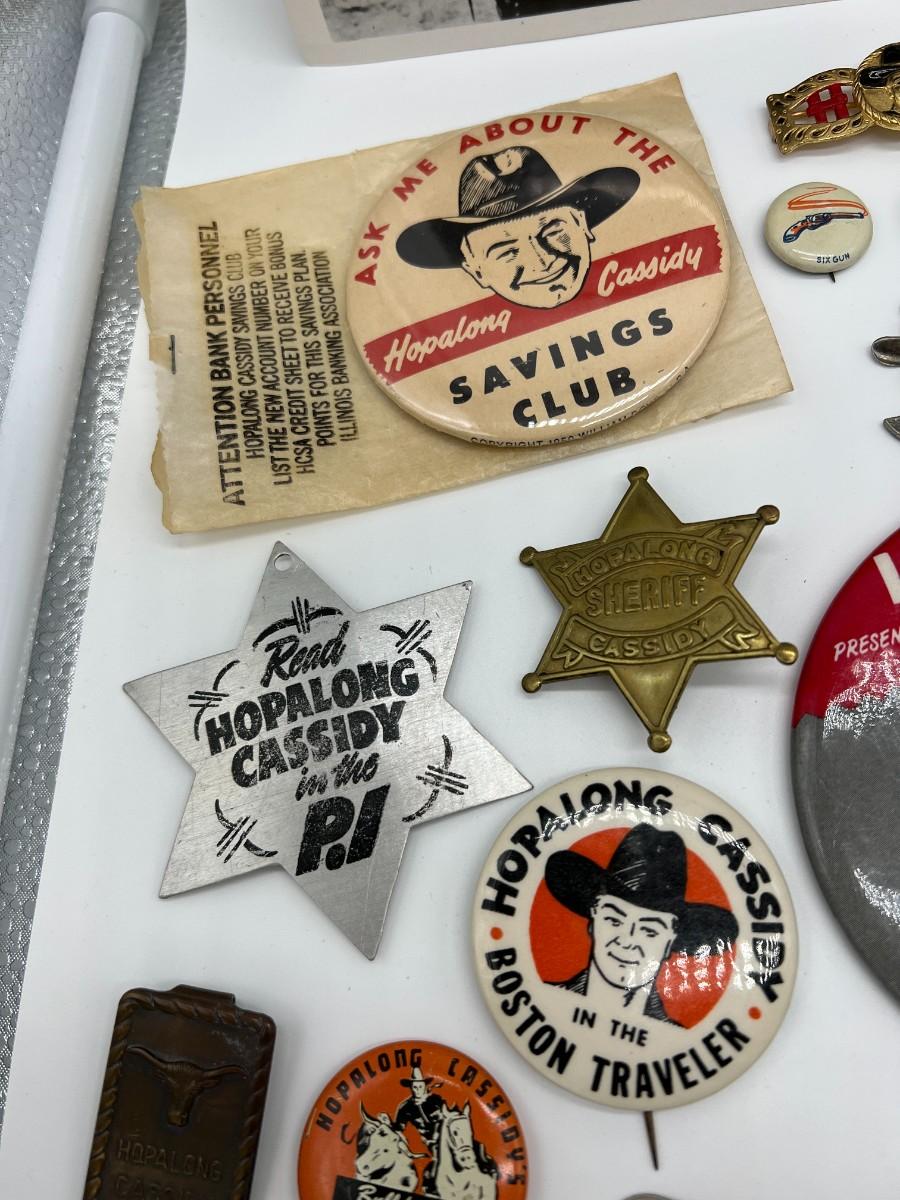 ATTENTION BANK PERSONNEL
HOPALONG CASSIDY SAVINGS CLUB
LIST THE NEW ACCOUNT NUMBER ON YOUR
HCSA CREDIT SHEET TO RECEIVE BONUS
POINTS FOR THIS SAVINGS PLAN.
ILLINOIS BANKING ASSOCIATION
ASK ME ABOUT THE
Hopalong Cassidy
SAVINGS
CLUB
COPYRIGHT 1950
H
SIX GUN
HOPALONG
SHERIFF
CASSIDY
PRESEN
Read
HOPALONG
CASSIDY
in the
P.I
HOPALONG CASSIDY
IN THE
BOSTON TRAVELER
HOPALONG
HOPALONG CASSIDY'S